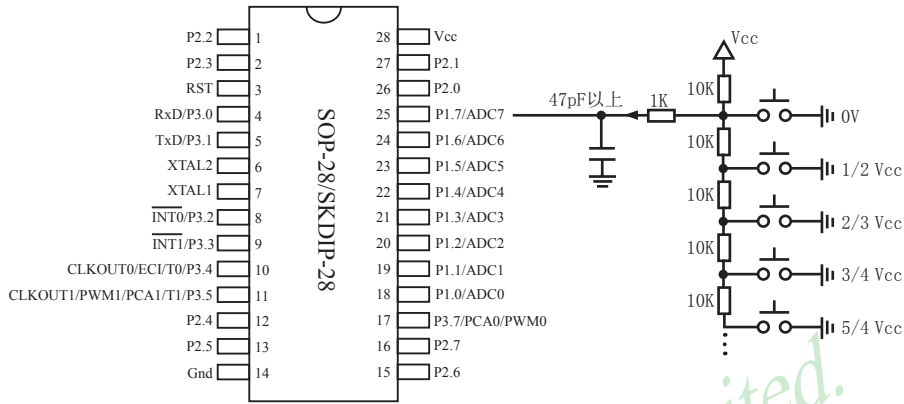 P2.2 1 28 Vcc
P2.3 2 27 P2.1
RST 3 26 P2.0
RxD/P3.0 4 25 P1.7/ADC7
TxD/P3.1 5 24 P1.6/ADC6
XTAL2 6 23 P1.5/ADC5
XTAL1 7 22 P1.4/ADC4
INT0/P3.2 8 21 P1.3/ADC3
INT1/P3.3 9 20 P1.2/ADC2
CLKOUT0/ECI/T0/P3.4 10 19 P1.1/ADC1
CLKOUT1/PWM1/PCA1/T1/P3.5 11 18 P1.0/ADC0
P2.4 12 17 P3.7/PCA0/PWM0
P2.5 13 16 P2.7
Gnd 14 15 P2.6
SOP-28/SKDIP-28
Vcc
10K
47pF以上 1K
0V
10K
1/2 Vcc
10K
2/3 Vcc
10K
3/4 Vcc
10K
5/4 Vcc